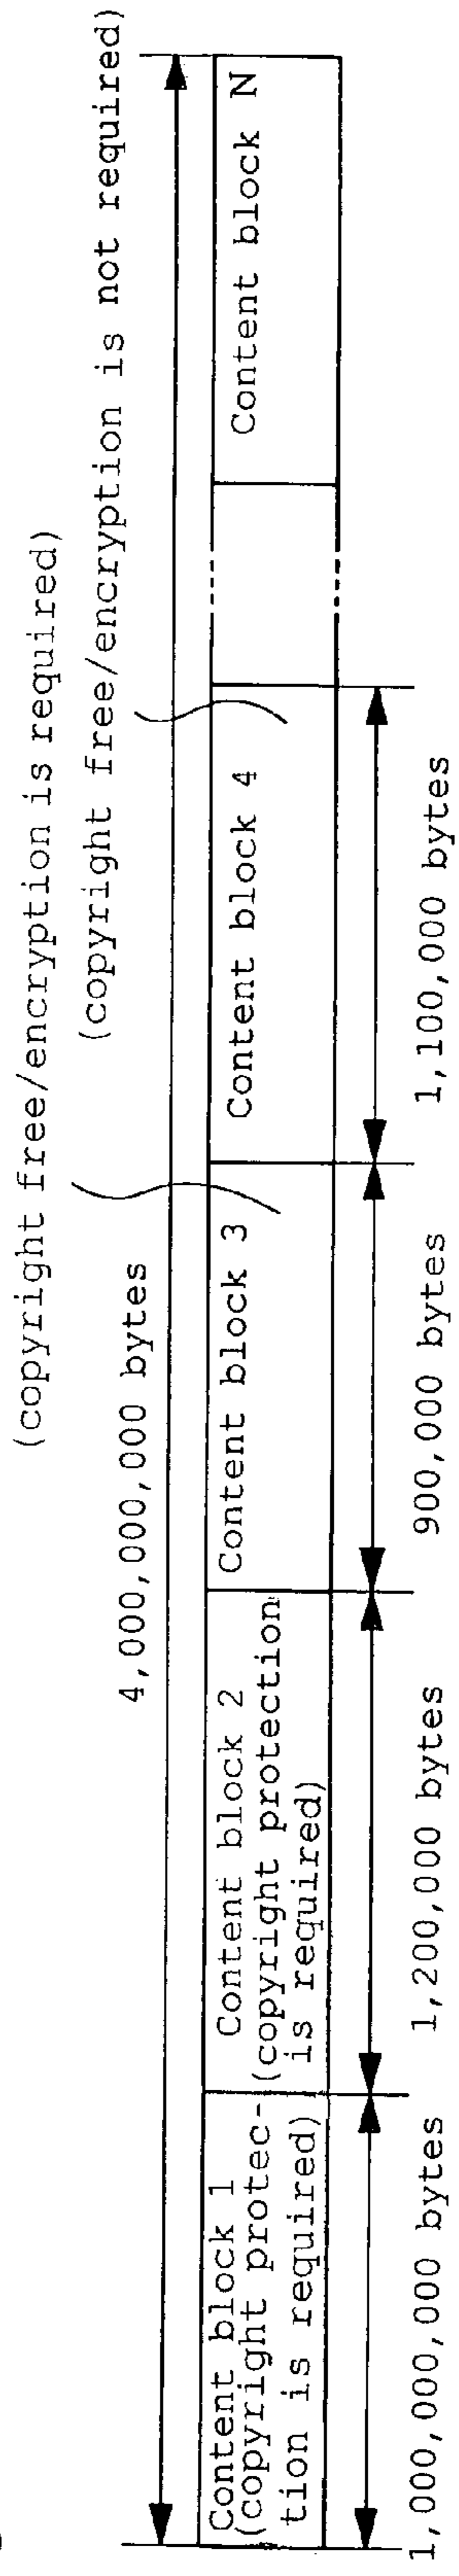 (copyright free/encryption is required)
(copyright free/encryption is not required)
4,000,000,000 bytes
Content block 1
(copyright protec-
tion is required)
Content block 2
(copyright protection
is required)
Content block 3
Content block 4
Content block N
1,000,000,000 bytes
1,200,000 bytes
900,000 bytes
1,100,000 bytes